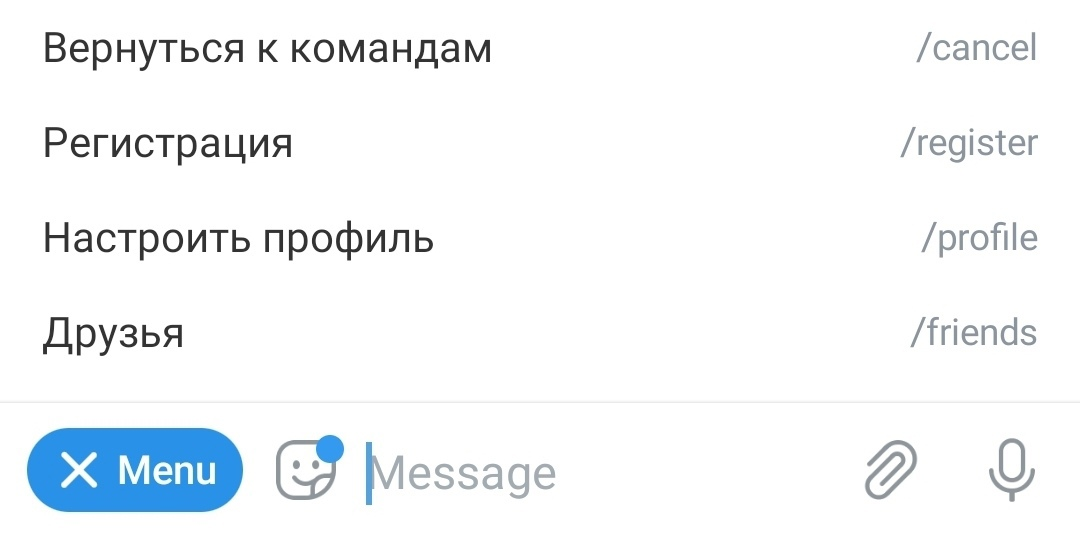 Вернуться к командам /cancel
Регистрация /register
Настроить профиль /profile
Друзья /friends
Menu Message